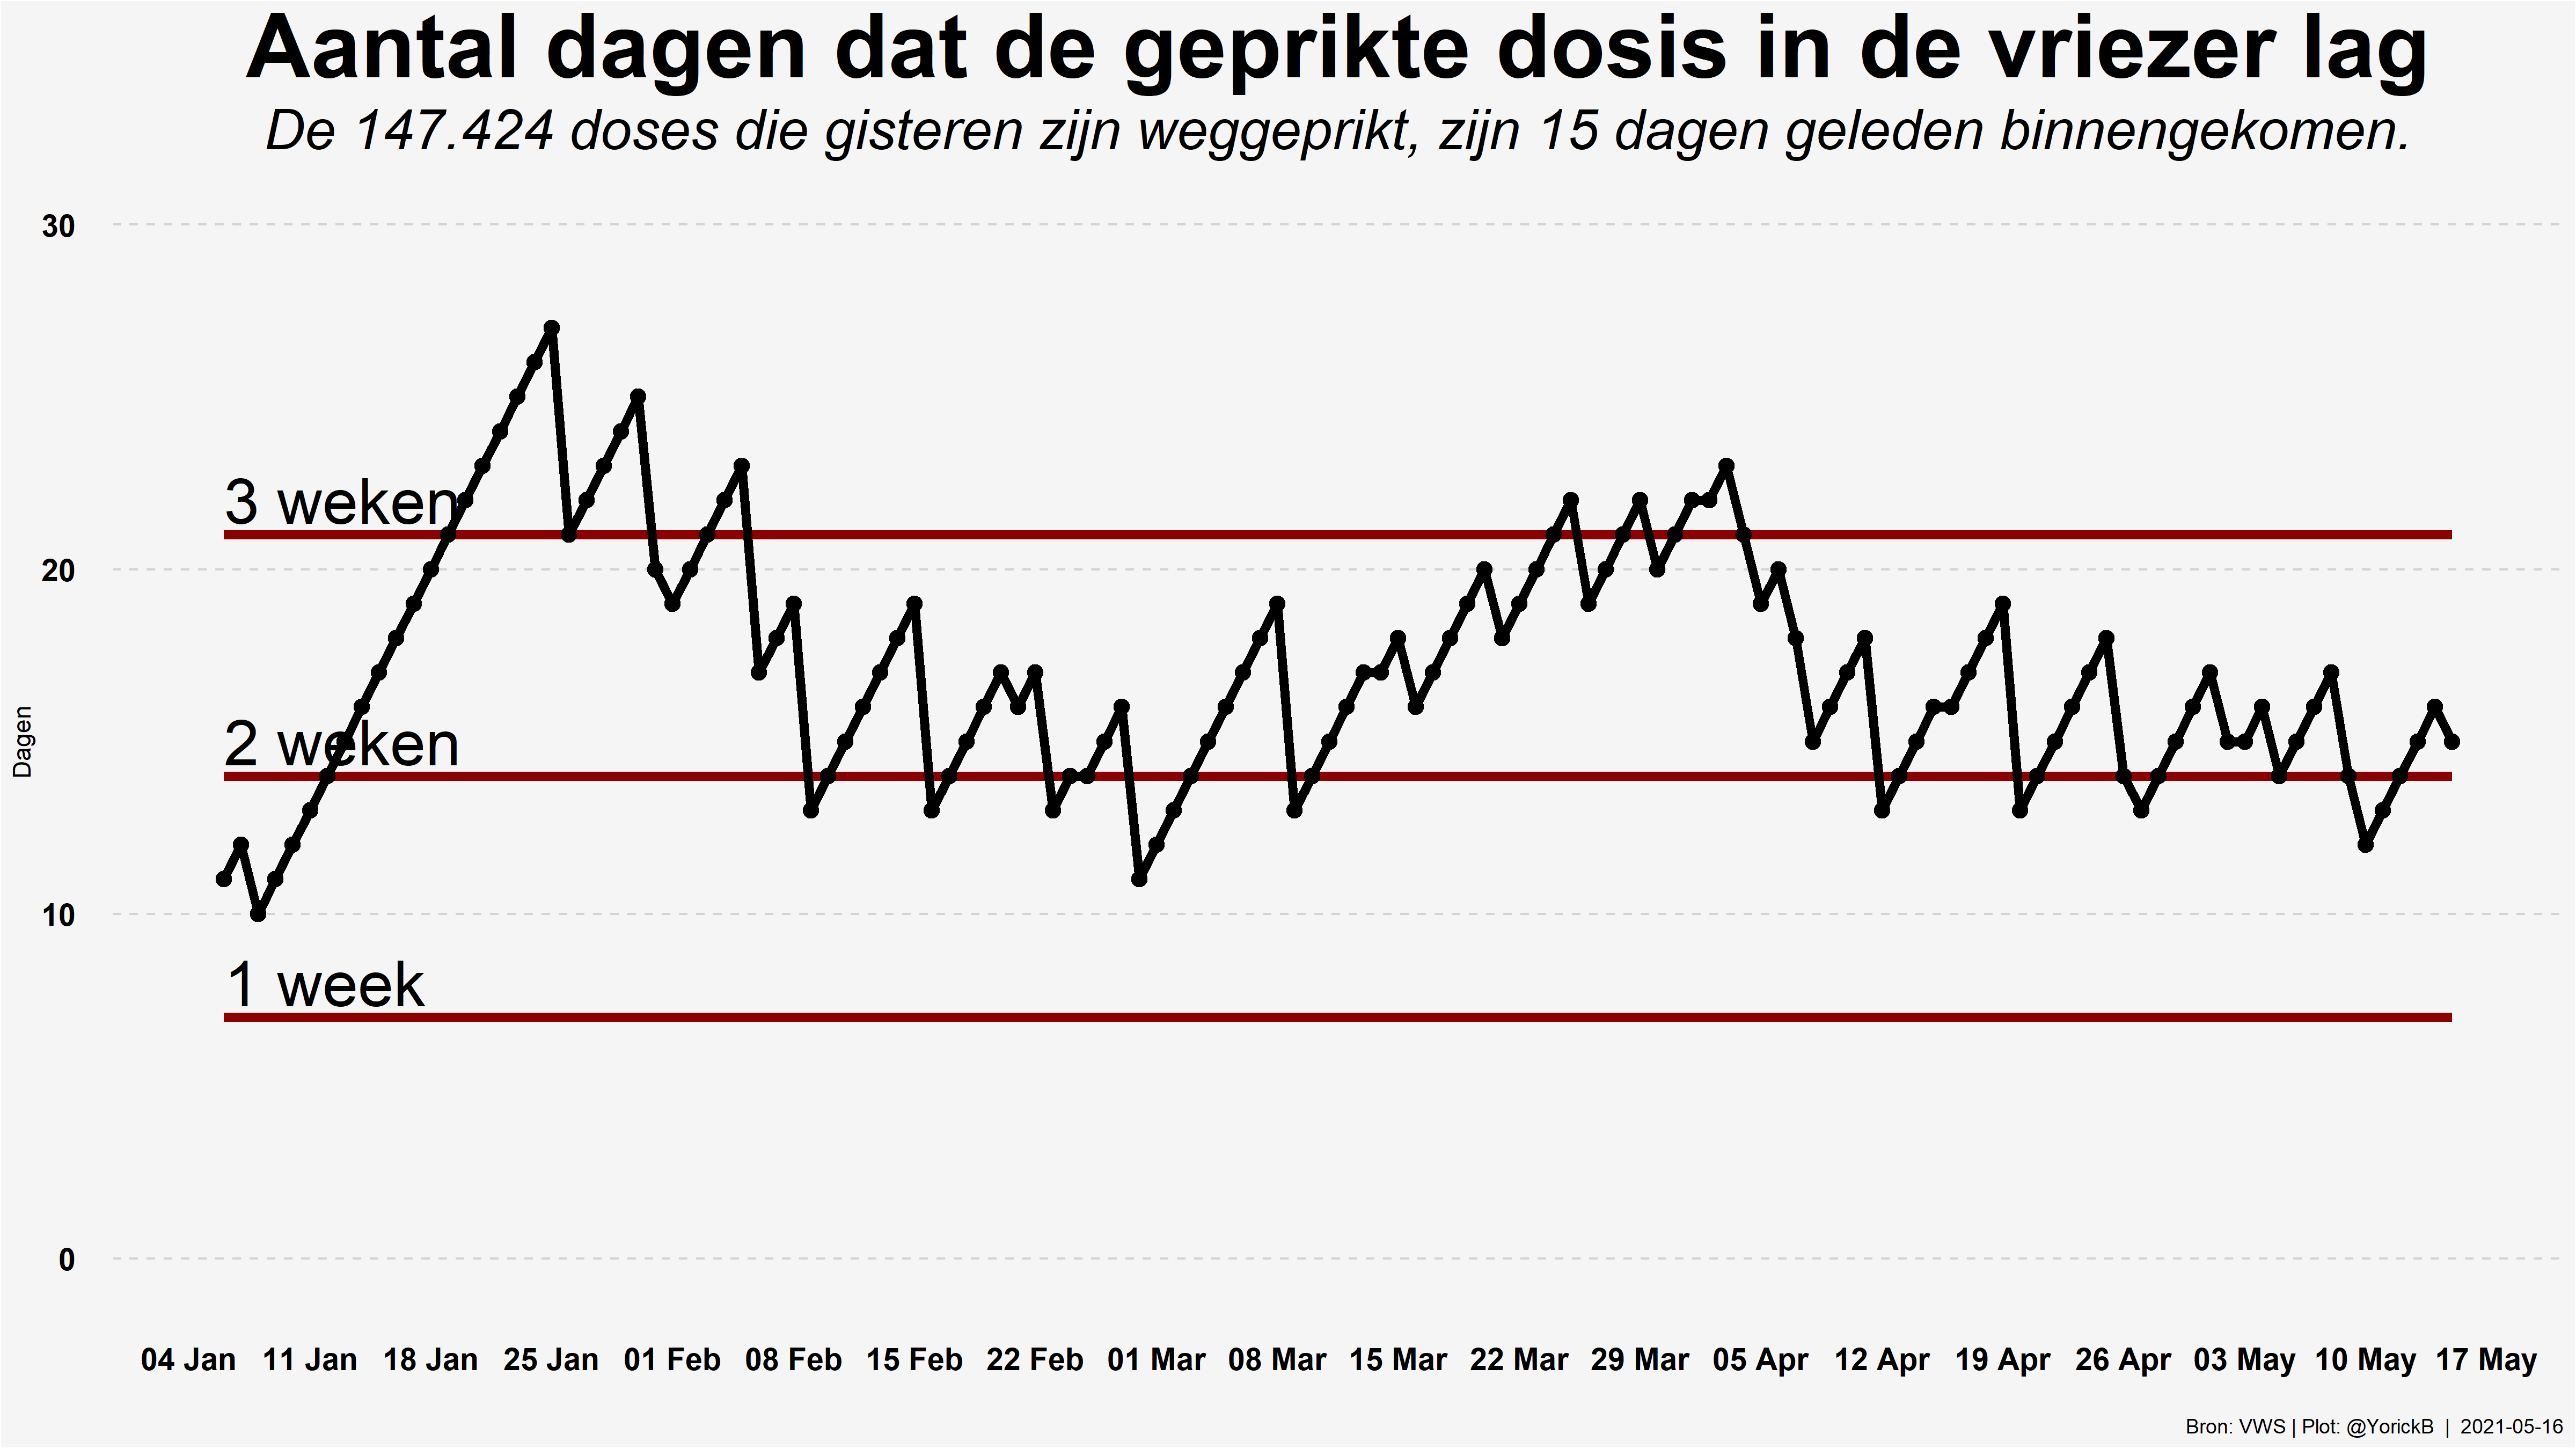 Aantal dagen dat de geprikte dosis in de vriezer lag
De 147.424 doses die gisteren zijn weggeprikt, zijn 15 dagen geleden binnengekomen.
30
3 weken
20
2 weken
Dagen
10
1 week
0
04 Jan 11 Jan 18 Jan 25 Jan 01 Feb 08 Feb 15 Feb 22 Feb 01 Mar 08 Mar 15 Mar 22 Mar 29 Mar 05 Apr 12 Apr 19 Apr 26 Apr 03 May 10 May 17 May
Bron: VWS | Plot: @YorickB | 2021-05-16